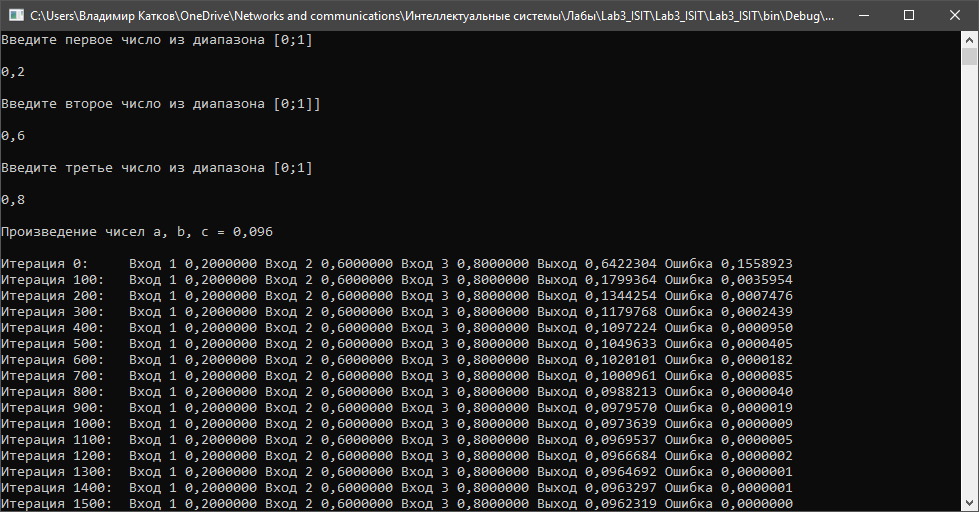 C:\Users\Владимир Катков\OneDrive\Networks and communications\Интеллектуальные системы\Лабы\Lab3_ISIT\Lab3_ISIT\Lab3_ISIT\bin\Debug\...
Введите первое число из диапазона [0;1]
0,2
Введите второе число из диапазона [0;1]]
0,6
Введите третье число из диапазона [0;1]
0,8
Произведение чисел a, b, c = 0,096
Итерация 0: Вход 1 0,2000000 Вход 2 0,6000000 Вход 3 0,8000000 Выход 0,6422304 Ошибка 0,1558923
Итерация 100: Вход 1 0,2000000 Вход 2 0,6000000 Вход 3 0,8000000 Выход 0,1799364 Ошибка 0,0035954
Итерация 200: Вход 1 0,2000000 Вход 2 0,6000000 Вход 3 0,8000000 Выход 0,1344254 Ошибка 0,0007476
Итерация 300: Вход 1 0,2000000 Вход 2 0,6000000 Вход 3 0,8000000 Выход 0,1179768 Ошибка 0,0002439
Итерация 400: Вход 1 0,2000000 Вход 2 0,6000000 Вход 3 0,8000000 Выход 0,1097224 Ошибка 0,0000950
Итерация 500: Вход 1 0,2000000 Вход 2 0,6000000 Вход 3 0,8000000 Выход 0,1049633 Ошибка 0,0000405
Итерация 600: Вход 1 0,2000000 Вход 2 0,6000000 Вход 3 0,8000000 Выход 0,1020101 Ошибка 0,0000182
Итерация 700: Вход 1 0,2000000 Вход 2 0,6000000 Вход 3 0,8000000 Выход 0,1000961 Ошибка 0,0000085
Итерация 800: Вход 1 0,2000000 Вход 2 0,6000000 Вход 3 0,8000000 Выход 0,0988213 Ошибка 0,0000040
Итерация 900: Вход 1 0,2000000 Вход 2 0,6000000 Вход 3 0,8000000 Выход 0,0979570 Ошибка 0,0000019
Итерация 1000: Вход 1 0,2000000 Вход 2 0,6000000 Вход 3 0,8000000 Выход 0,0973639 Ошибка 0,0000009
Итерация 1100: Вход 1 0,2000000 Вход 2 0,6000000 Вход 3 0,8000000 Выход 0,0969537 Ошибка 0,0000005
Итерация 1200: Вход 1 0,2000000 Вход 2 0,6000000 Вход 3 0,8000000 Выход 0,0966684 Ошибка 0,0000002
Итерация 1300: Вход 1 0,2000000 Вход 2 0,6000000 Вход 3 0,8000000 Выход 0,0964692 Ошибка 0,0000001
Итерация 1400: Вход 1 0,2000000 Вход 2 0,6000000 Вход 3 0,8000000 Выход 0,0963297 Ошибка 0,0000001
Итерация 1500: Вход 1 0,2000000 Вход 2 0,6000000 Вход 3 0,8000000 Выход 0,0962319 Ошибка 0,0000000